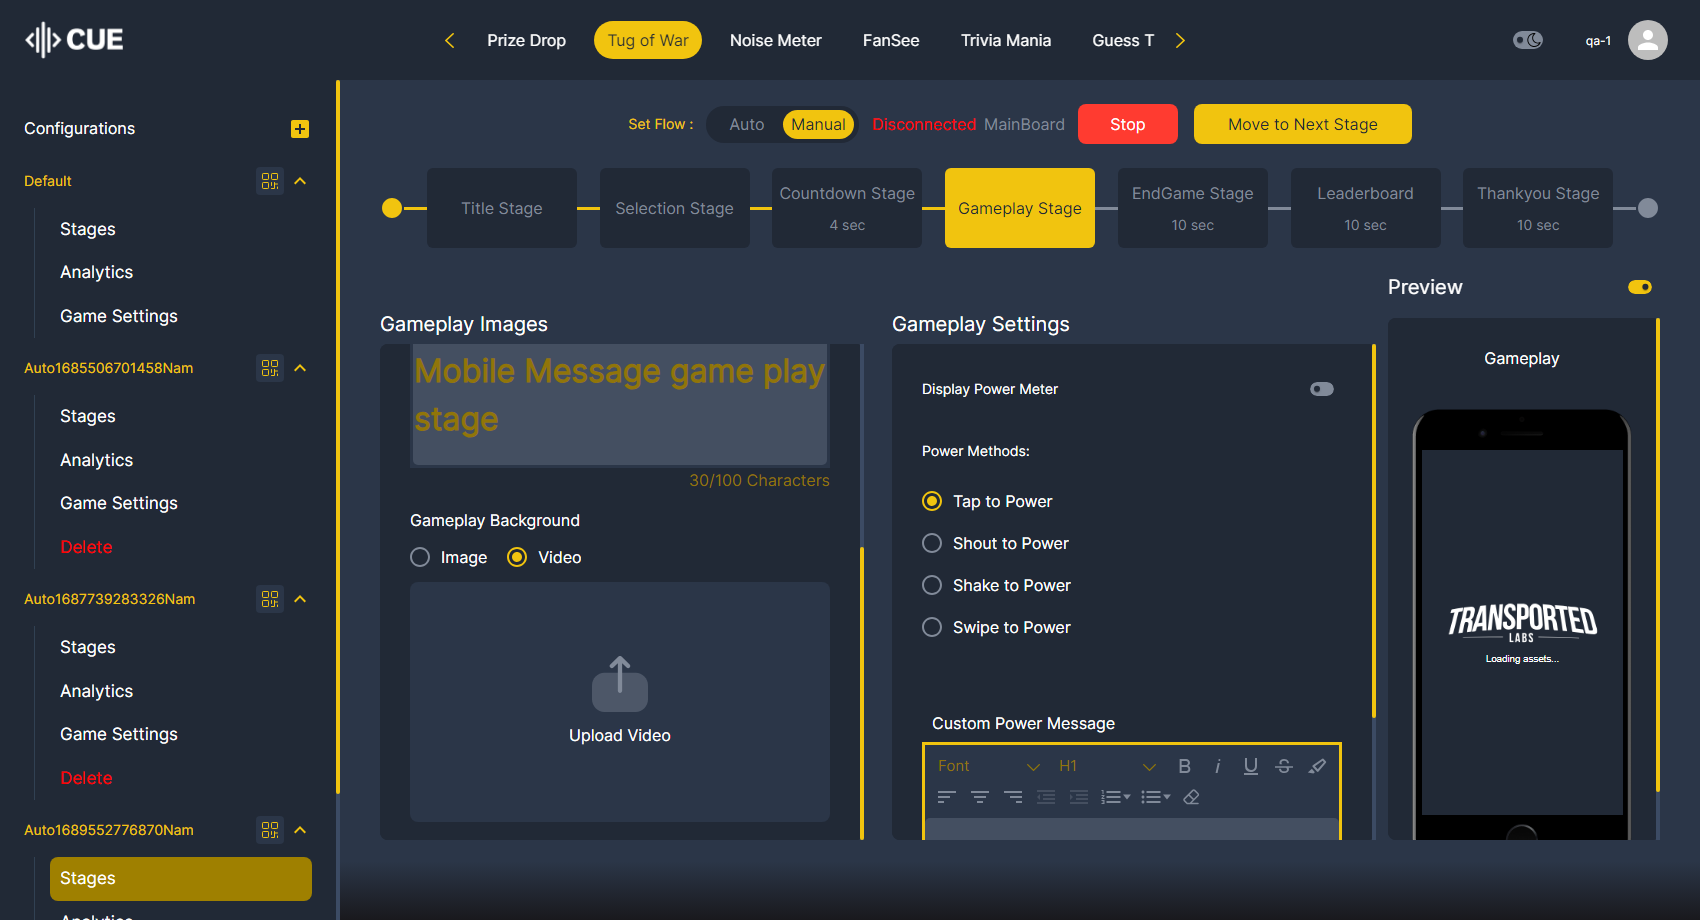 CUE
Prize Drop
Tug of War
Noise Meter
FanSee
Trivia Mania
Guess T
qa-1
Configurations
Default
Stages
Analytics
Game Settings
Auto1685506701458Nam
Stages
Analytics
Game Settings
Delete
Auto1687739283326Nam
Stages
Analytics
Game Settings
Delete
Auto1689552776870Nam
Stages
Analytics
Set Flow :
Auto
Manual
Disconnected MainBoard
Stop
Move to Next Stage
Title Stage
Selection Stage
Countdown Stage
4 sec
Gameplay Stage
EndGame Stage
10 sec
Leaderboard
10 sec
Thankyou Stage
10 sec
Gameplay Images
Mobile Message game play
stage
30/100 Characters
Gameplay Background
Image
Video
Upload Video
Gameplay Settings
Display Power Meter
Power Methods:
Tap to Power
Shout to Power
Shake to Power
Swipe to Power
Custom Power Message
Font
H1
B i U S
Preview
Gameplay
TRANSPORTED
LABS
Loading assets...